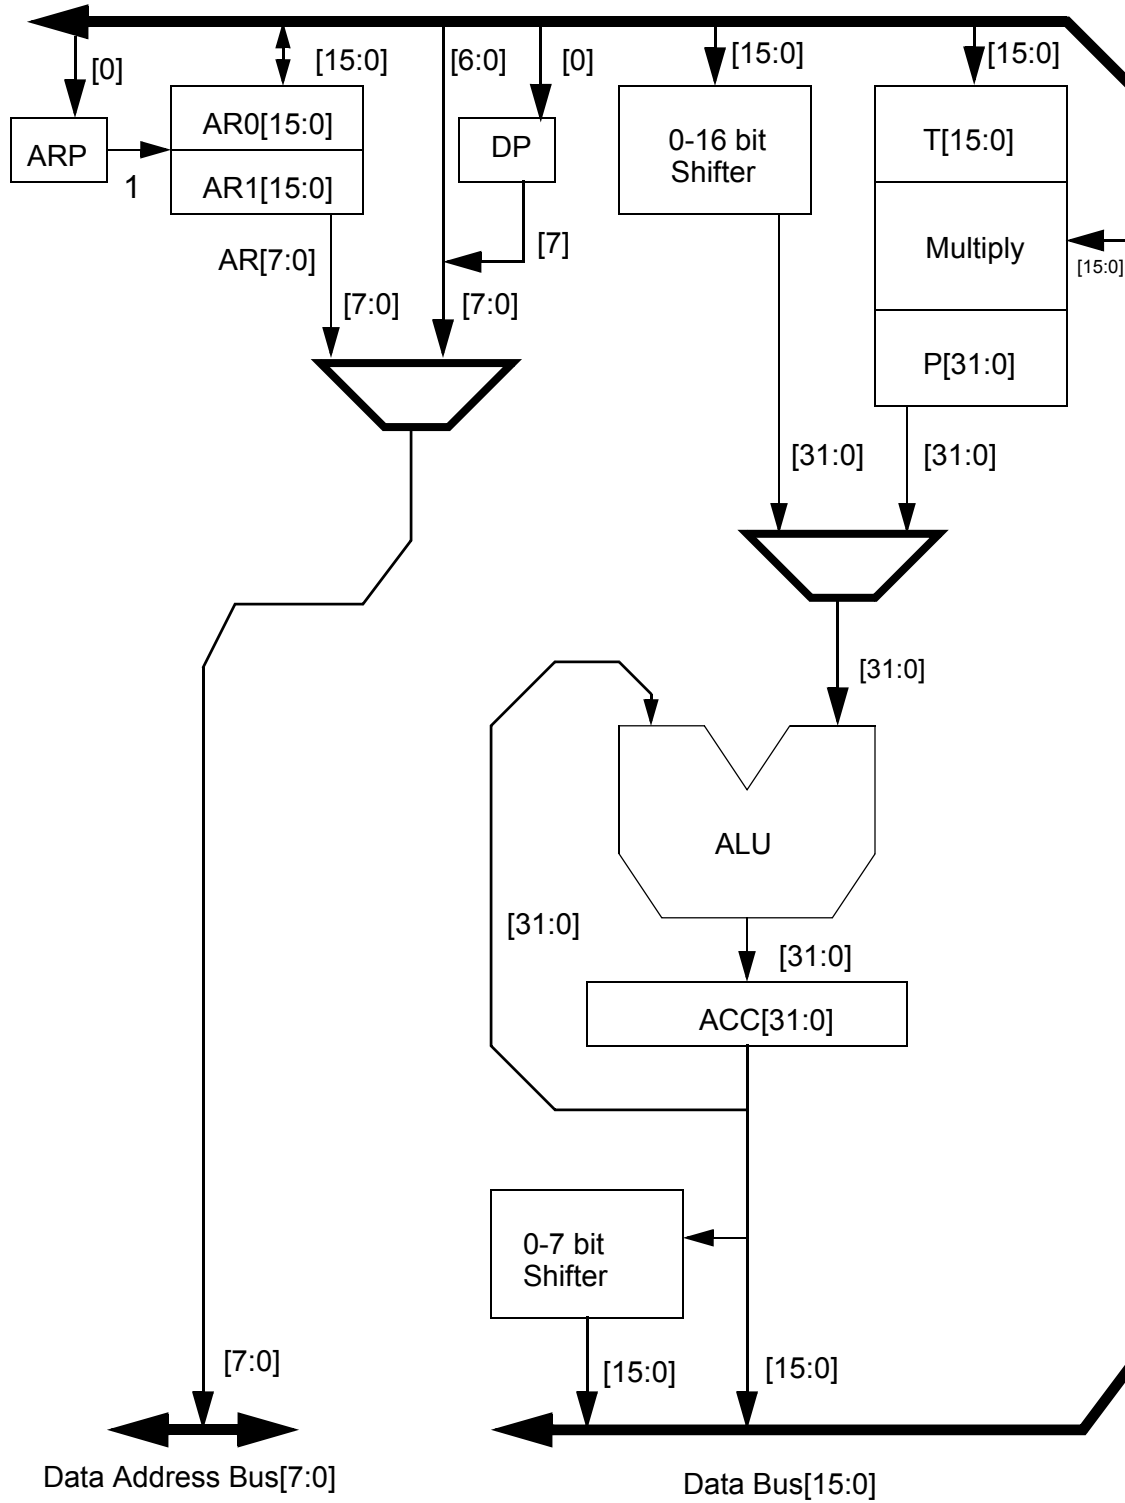 [0]
[15:0]
[6:0]
[0]
[15:0]
[15:0]
ARP
1
AR0[15:0]
AR1[15:0]
DP
0-16 bit
Shifter
T[15:0]
Multiply
P[31:0]
[15:0]
AR[7:0]
[7]
[7:0]
[7:0]
[31:0]
[31:0]
[31:0]
ALU
[31:0]
[31:0]
ACC[31:0]
0-7 bit
Shifter
[7:0]
[15:0]
[15:0]
Data Address Bus[7:0]
Data Bus[15:0]